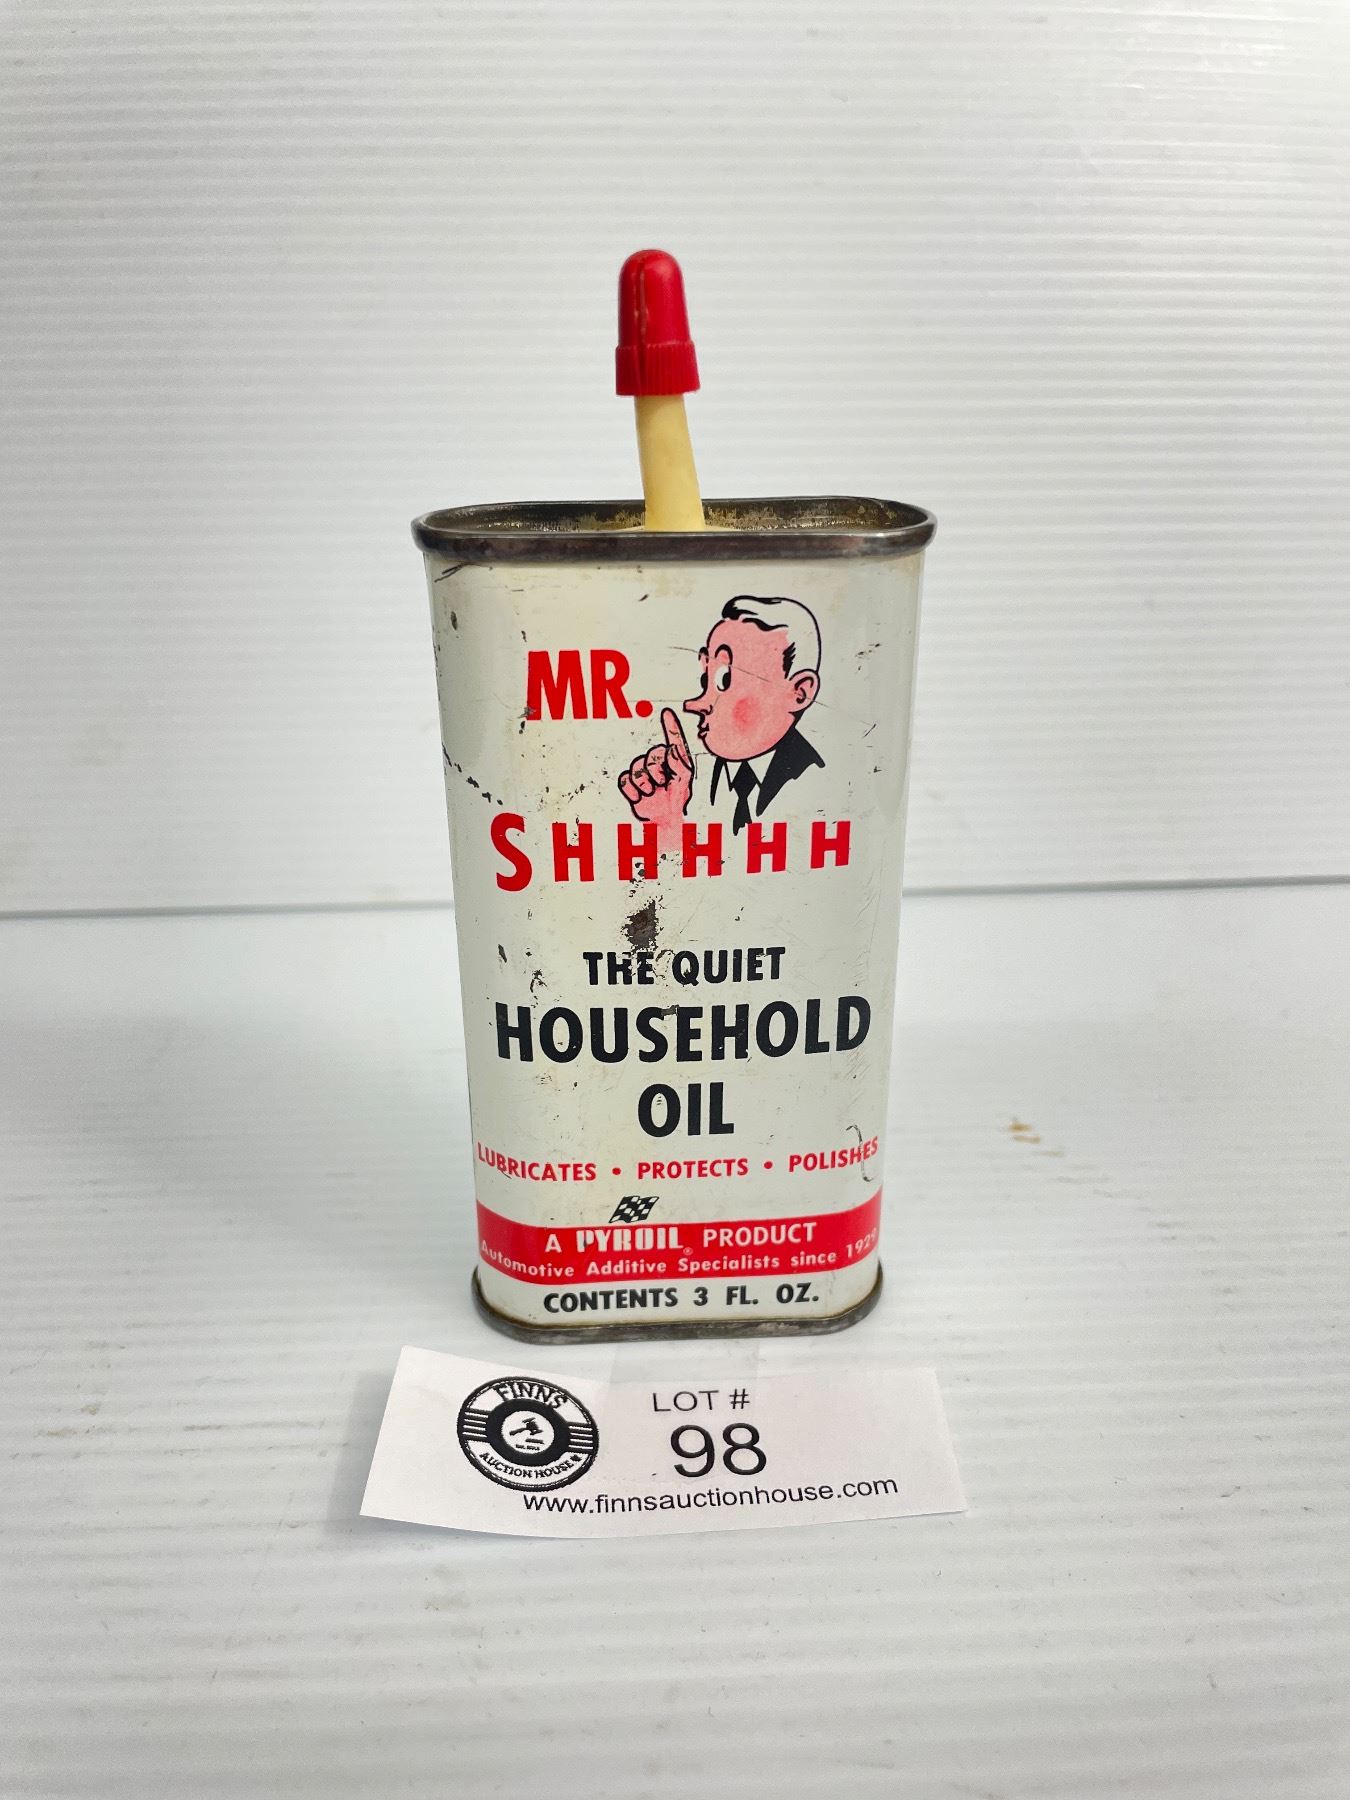 MR.
SHHHHH
THE QUIET
HOUSEHOLD
OIL
LUBRICATES • PROTECTS • POLISHES
A PYROIL® PRODUCT
Automotive Additive Specialists since 1929
CONTENTS 3 FL. OZ.
FINNS
AUCTION HOUSE
LOT #
98
www.finnsauctionhouse.com